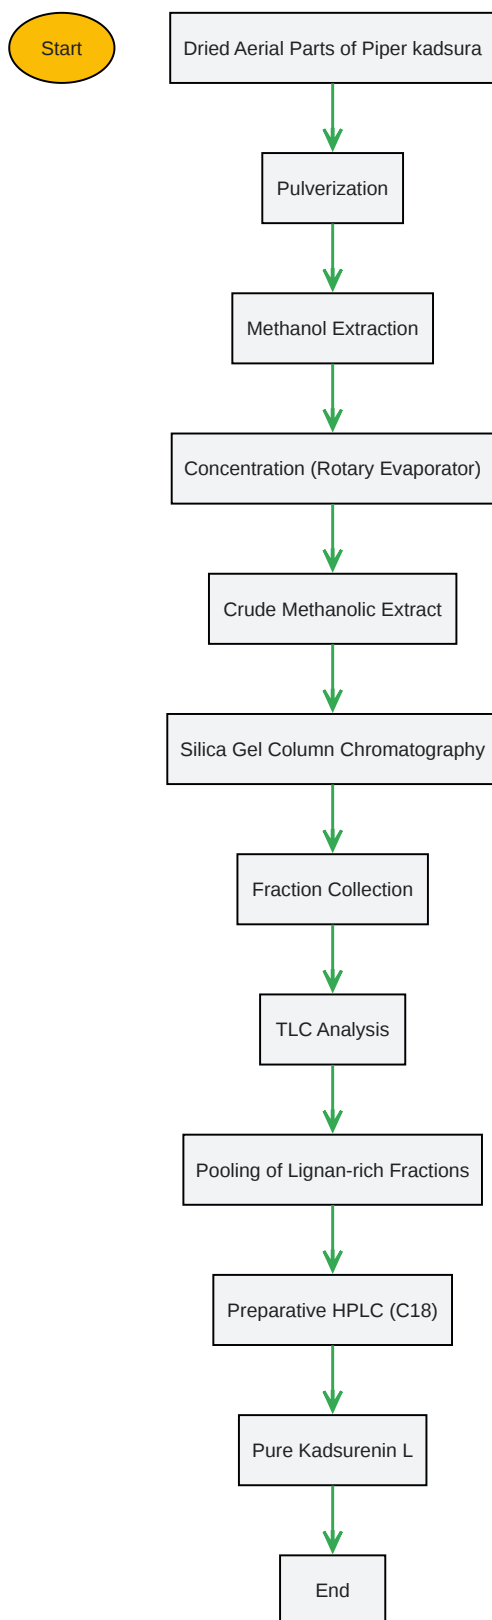 Start
Dried Aerial Parts of Piper kadsura
Pulverization
Methanol Extraction
Concentration (Rotary Evaporator)
Crude Methanolic Extract
Silica Gel Column Chromatography
Fraction Collection
TLC Analysis
Pooling of Lignan-rich Fractions
Preparative HPLC (C18)
Pure Kadsurenin L
End